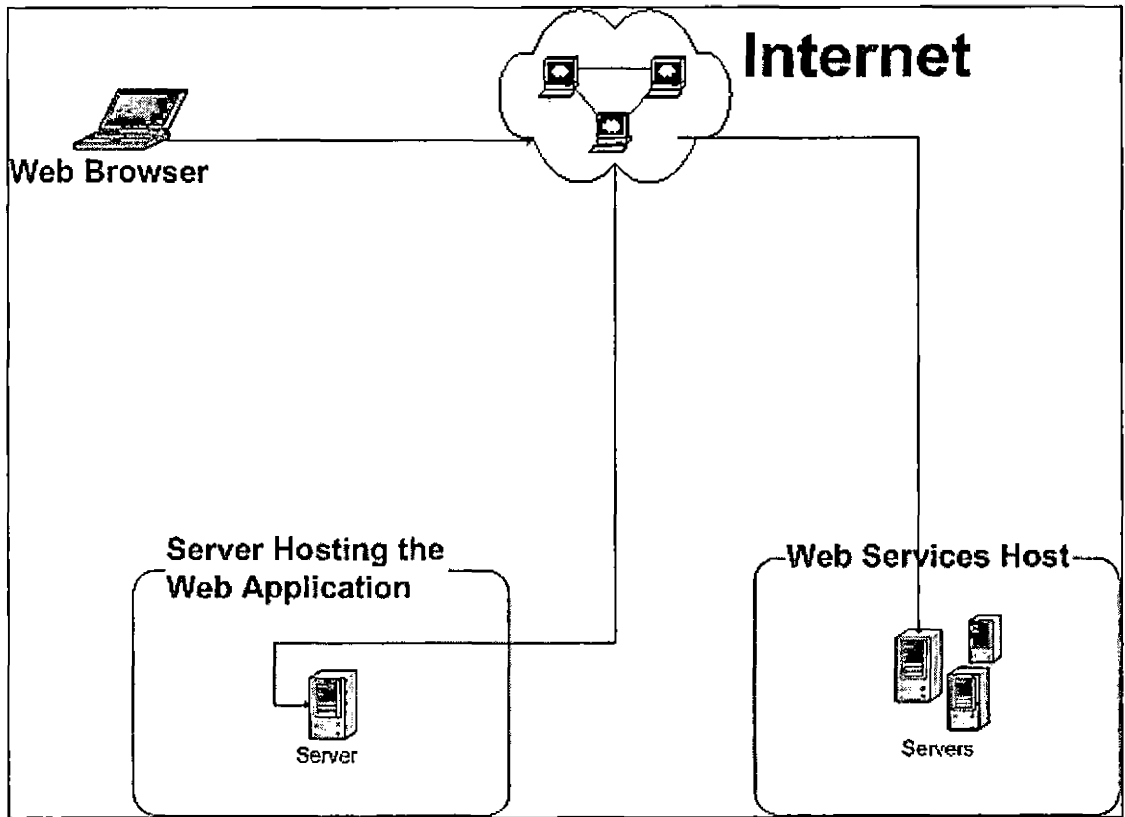 Internet
Web Browser
Server Hosting the
Web Application
Server
Web Services Host
Servers